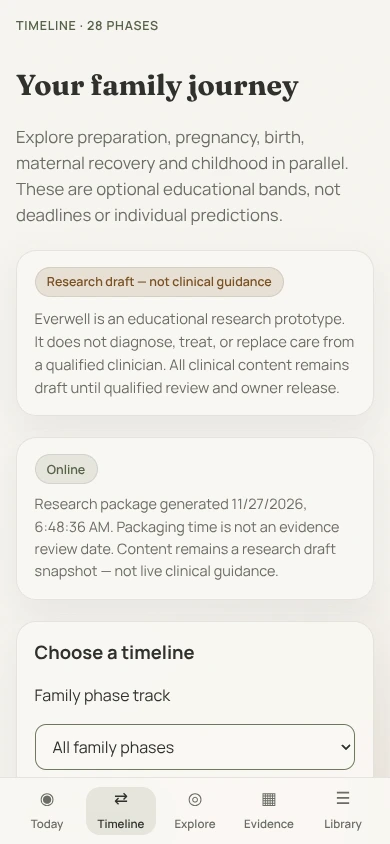 TIMELINE · 28 PHASES
Your family journey
Explore preparation, pregnancy, birth,
maternal recovery and childhood in parallel.
These are optional educational bands, not
deadlines or individual predictions.
Research draft — not clinical guidance
Everwell is an educational research prototype.
It does not diagnose, treat, or replace care from
a qualified clinician. All clinical content remains
draft until qualified review and owner release.
Online
Research package generated 11/27/2026,
6:48:36 AM. Packaging time is not an evidence
review date. Content remains a research draft
snapshot — not live clinical guidance.
Choose a timeline
Family phase track
All family phases
Today Timeline Explore Evidence Library